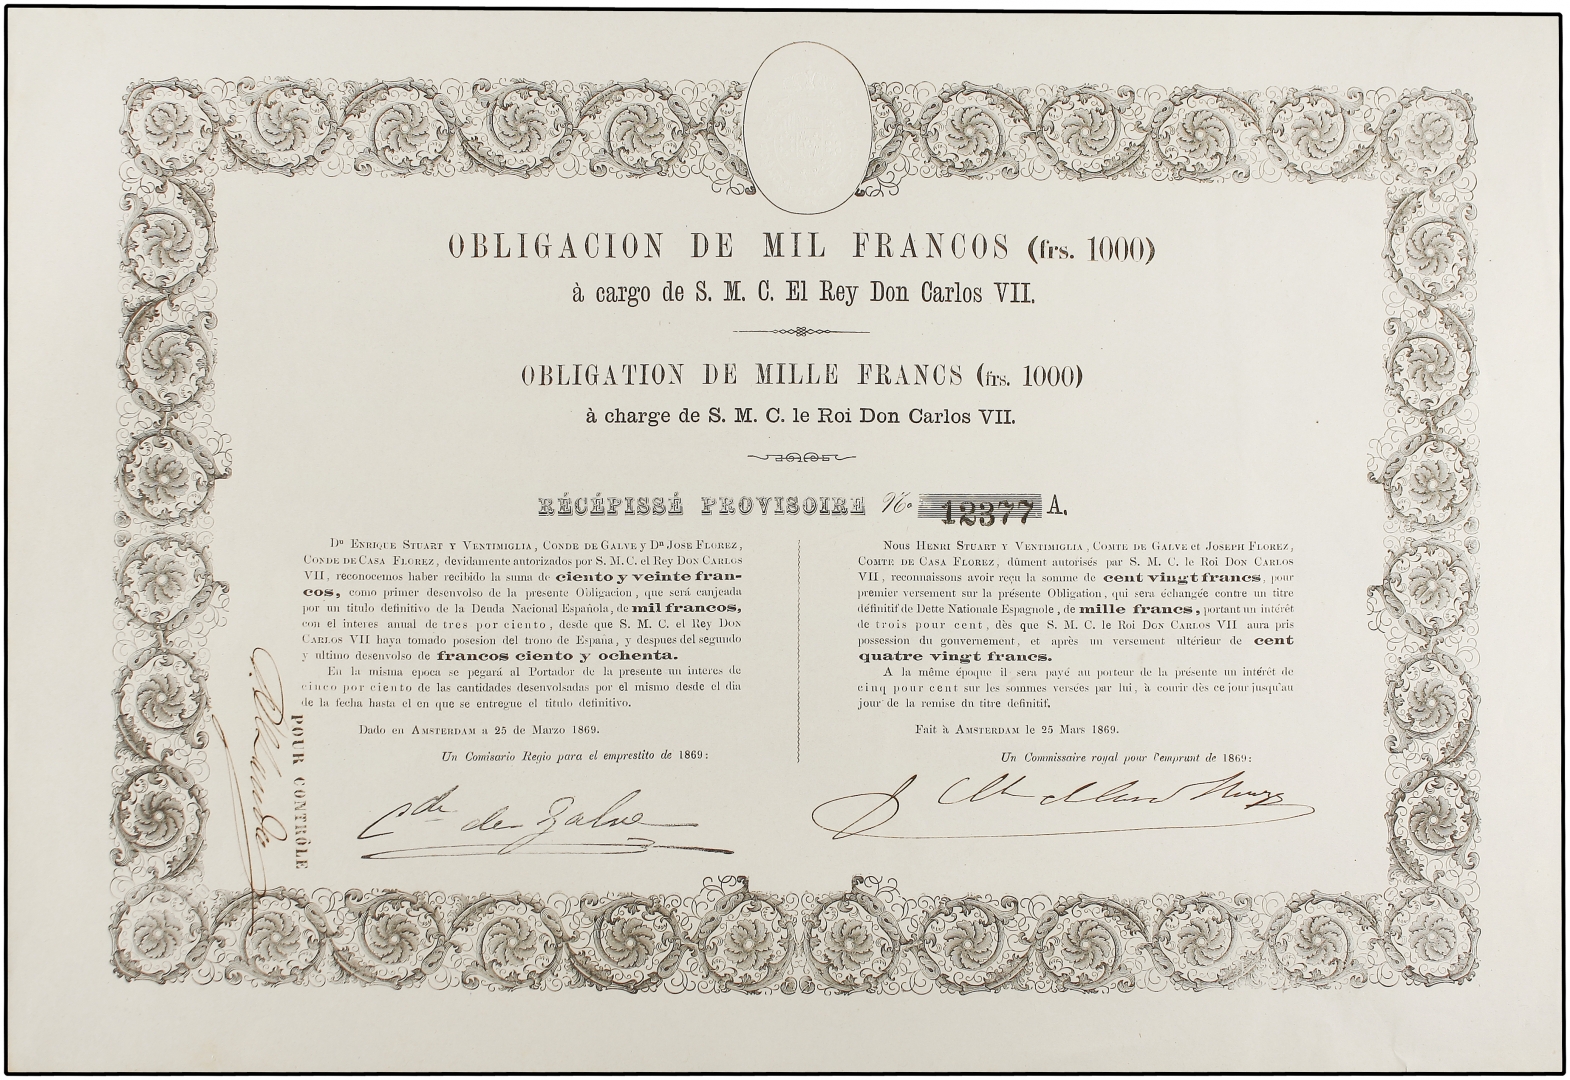 OBLIGACION DE MIL FRANCOS (frs. 1000)
à cargo de S. M. C. El Rey Don Carlos VII.
OBLIGATION DE MILLE FRANCS (frs. 1000)
à charge de S. M. C. le Roi Don Carlos VII.
RÉCÉPISSÉ PROVISOIRE No 12377 A.
Dn ENRIQUE STUART Y VENTIMIGLIA, CONDE DE GALVE y Dn JOSE FLOREZ,
CONDE DE CASA FLOREZ, devidamente autorizados por S. M. C. el Rey DON CARLOS
VII, reconocemos haber recibido la suma de ciento y veinte fran-
cos, como primer desenvolso de la presente Obligacion, que será canjeada
por un titulo definitivo de la Deuda Nacional Española, de mil francos,
con el interes anual de tres por ciento, desde que S. M. C. el Rey DON
CARLOS VII haya tomado posesion del trono de España, y despues del segundo
y ultimo desenvolso de francos ciento y ochenta.
En la misma epoca se pegará al Portador de la presente un interes de
cinco por ciento de las cantidades desenvolsadas por el mismo desde el dia
de la fecha hasta el en que se entregue el titulo definitivo.
Dado en AMSTERDAM a 25 de Marzo 1869.
Un Comisario Regio para el emprestito de 1869:
Cde de Galve
Nous HENRI STUART Y VENTIMIGLIA, COMTE DE GALVE et JOSEPH FLOREZ,
COMTE DE CASA FLOREZ, dûment autorisés par S. M. C. le Roi DON CARLOS
VII, reconnaissons avoir reçu la somme de cent vingt francs, pour
premier versement sur la présente Obligation, qui sera échangée contre un titre
définitif de Dette Nationale Espagnole, de mille francs, portant un intérêt
de trois pour cent, dès que S. M. C. le Roi DON CARLOS VII aura pris
possession du gouvernement, et après un versement ultérieur de cent
quatre vingt francs.
A la même époque il sera payé au porteur de la présente un intérêt de
cinq pour cent sur les sommes versées par lui, à courir dès ce jour jusqu'au
jour de la remise du titre définitif.
Fait à AMSTERDAM le 25 Mars 1869.
Un Commissaire royal pour l'emprunt de 1869:
POUR CONTRÔLE